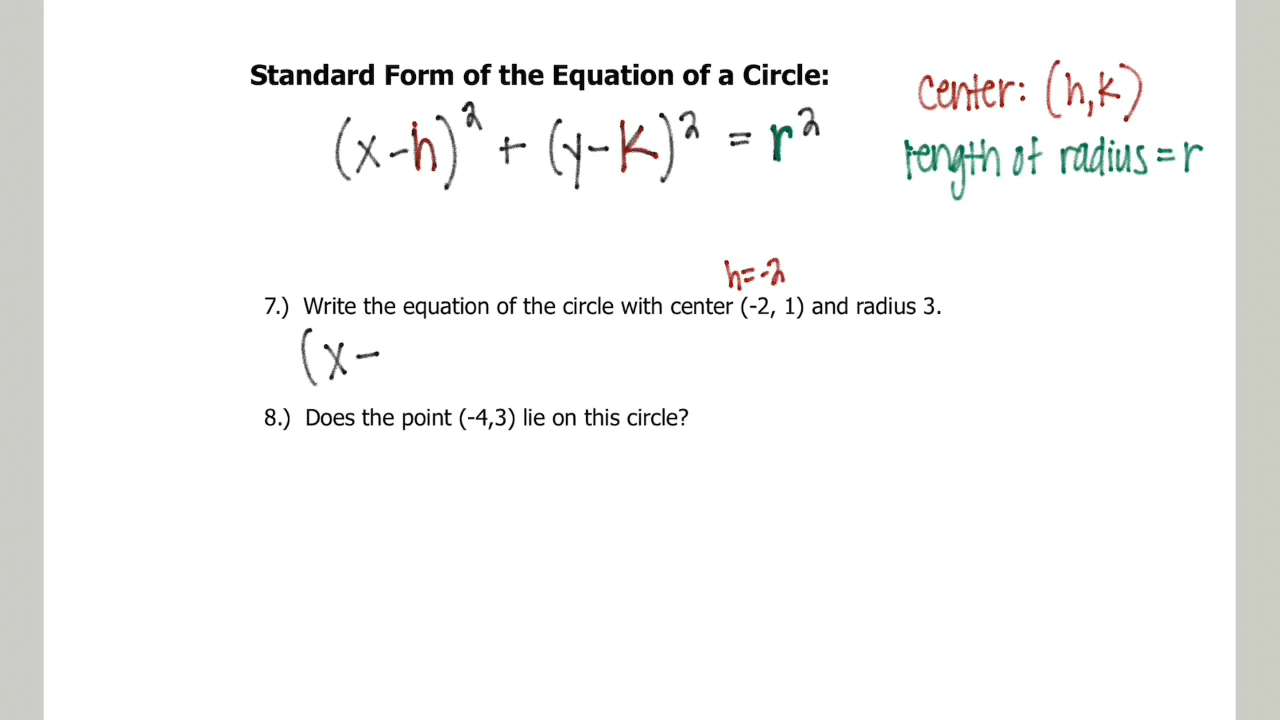 Standard Form of the Equation of a Circle:
center: (h,k)
(x-h)² + (y-k)² = r²
length of radius = r
h=-2
7.) Write the equation of the circle with center (-2, 1) and radius 3.
(x -
8.) Does the point (-4,3) lie on this circle?